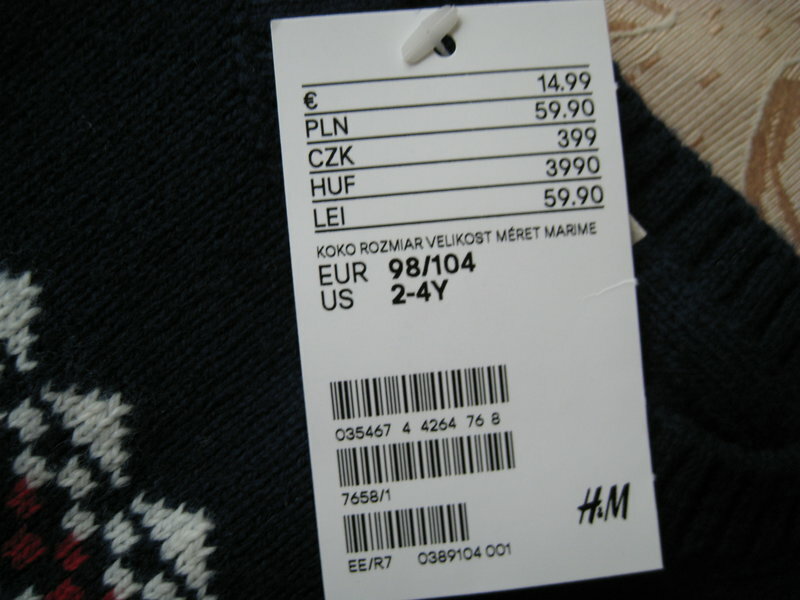 € 14.99
PLN 59.90
CZK 399
HUF 3990
LEI 59.90
KOKO ROZMIAR VELIKOST MÉRET MARIME
EUR 98/104
US 2-4Y
035467 4 4264 76 8
7658/1
H&M
EE/R7 0389104 001